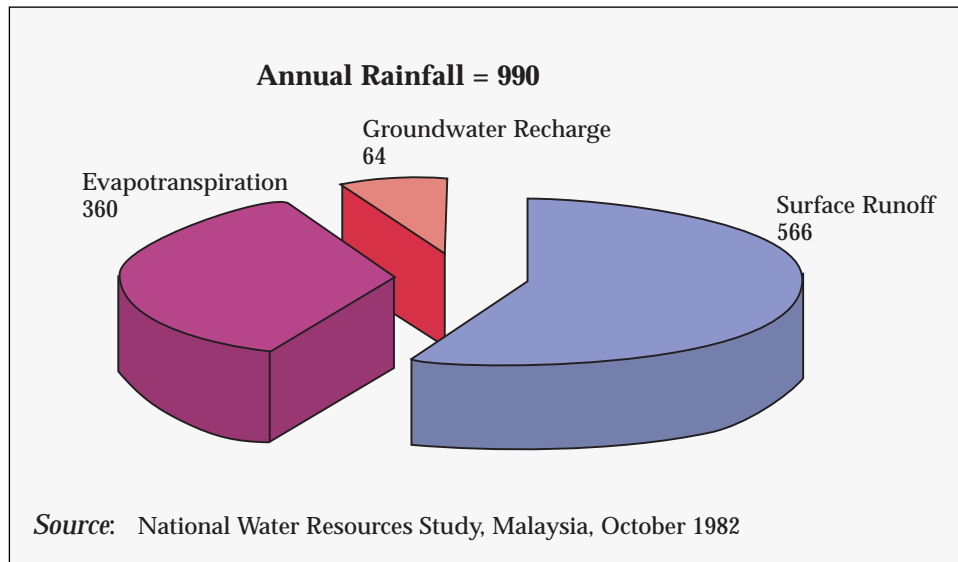 Annual Rainfall = 990
Groundwater Recharge
64
Evapotranspiration
360
Surface Runoff
566
Source: National Water Resources Study, Malaysia, October 1982